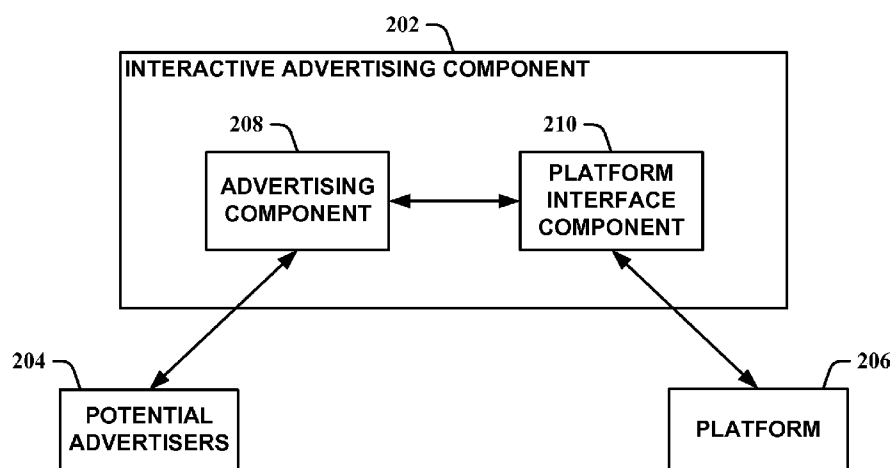 202
INTERACTIVE ADVERTISING COMPONENT
208
ADVERTISING
COMPONENT
210
PLATFORM
INTERFACE
COMPONENT
204
POTENTIAL
ADVERTISERS
206
PLATFORM